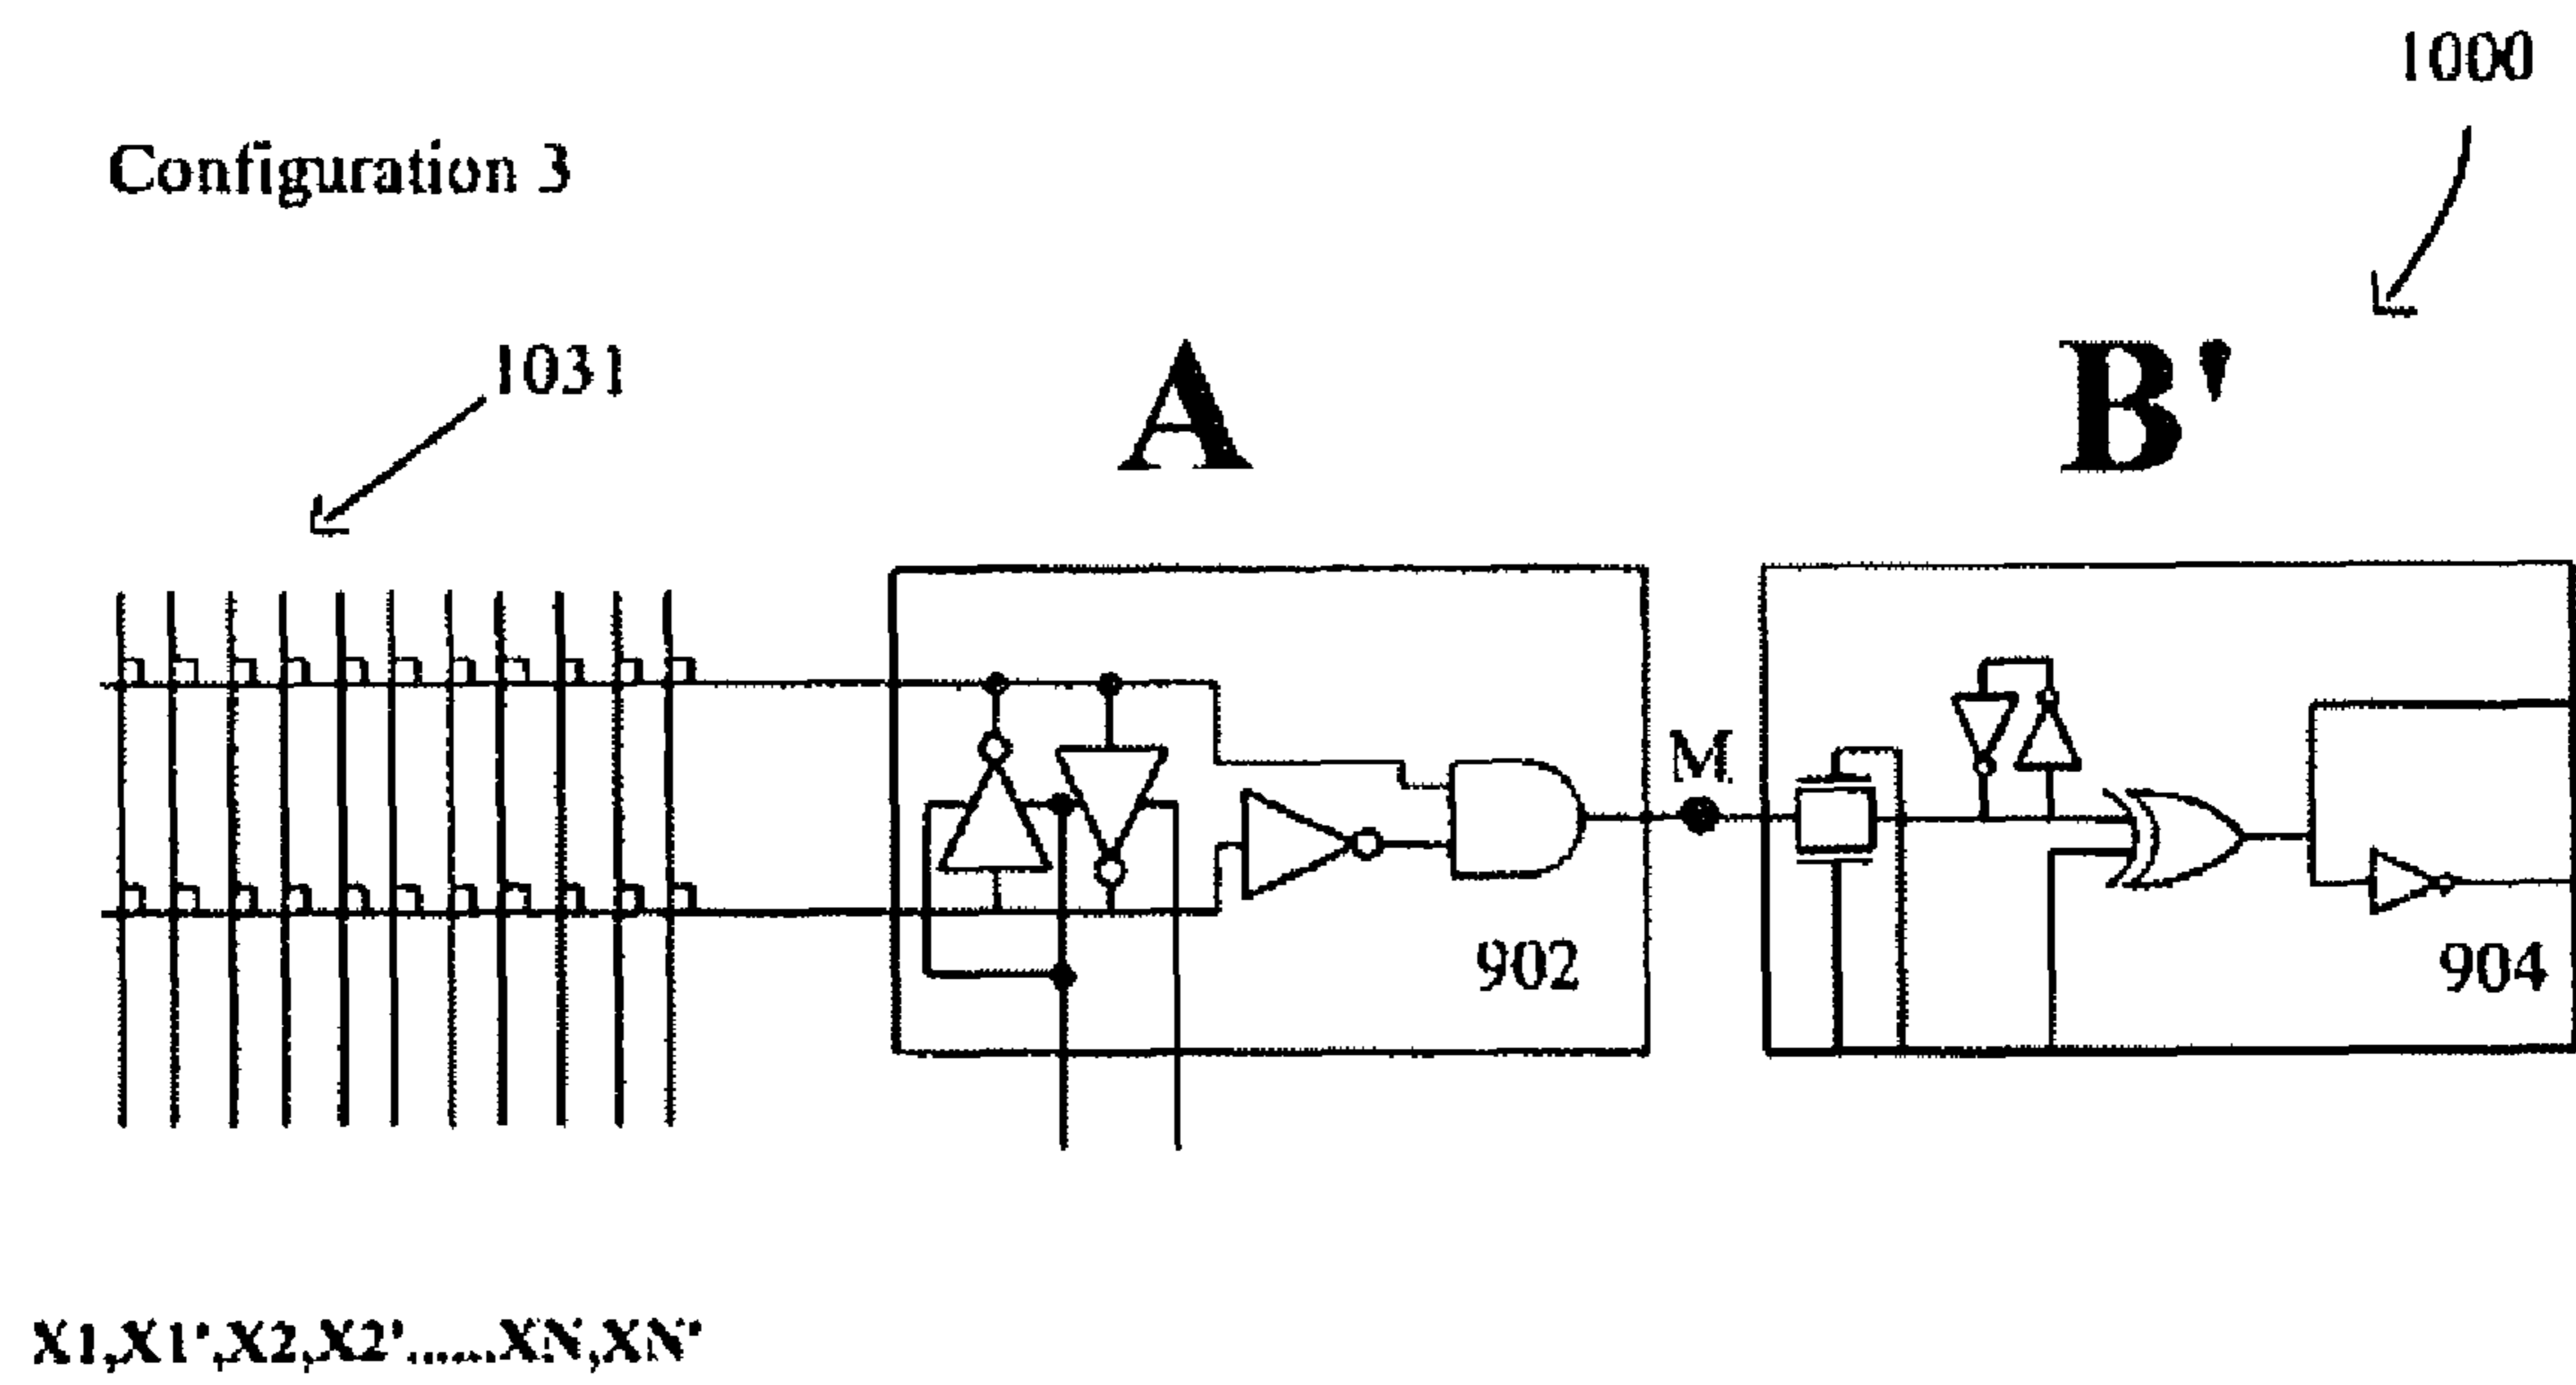 1000
Configuration 3
1031
A
B'
M
902
904
X1,X1',X2,X2'......XN,XN'